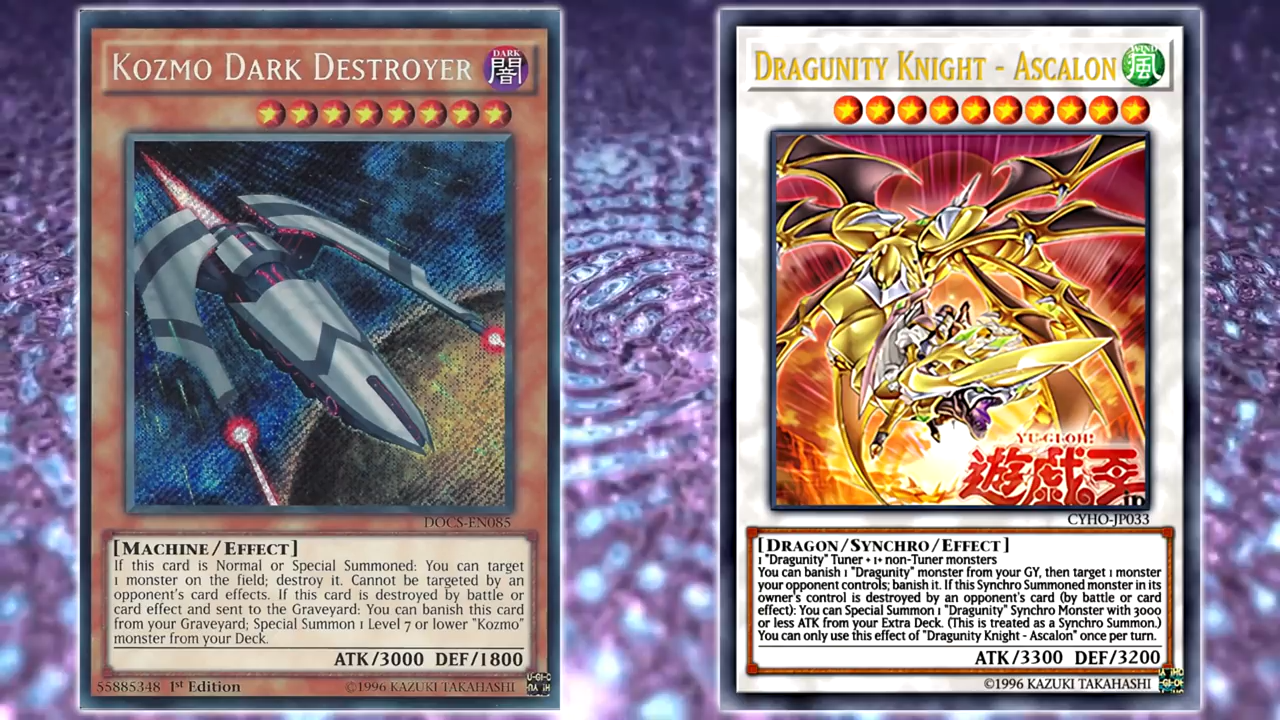 KOZMO DARK DESTROYER
DARK
闇
DOCS-EN085
[MACHINE/EFFECT]
If this card is Normal or Special Summoned: You can target
1 monster on the field; destroy it. Cannot be targeted by an
opponent's card effects. If this card is destroyed by battle or
card effect and sent to the Graveyard: You can banish this card
from your Graveyard; Special Summon 1 Level 7 or lower "Kozmo"
monster from your Deck.
ATK/3000 DEF/1800
55885348 1st Edition
©1996 KAZUKI TAKAHASHI
DRAGUNITY KNIGHT - ASCALON
WIND
風
YU-GI-OH!
遊戯王
jp
CYHO-JP033
[DRAGON/SYNCHRO/EFFECT]
1 "Dragunity" Tuner + 1+ non-Tuner monsters
You can banish 1 "Dragunity" monster from your GY, then target 1 monster
your opponent controls; banish it. If this Synchro Summoned monster in its
owner's control is destroyed by an opponent's card (by battle or card
effect): You can Special Summon 1 "Dragunity" Synchro Monster with 3000
or less ATK from your Extra Deck. (This is treated as a Synchro Summon.)
You can only use this effect of "Dragunity Knight - Ascalon" once per turn.
ATK/3300 DEF/3200
©1996 KAZUKI TAKAHASHI